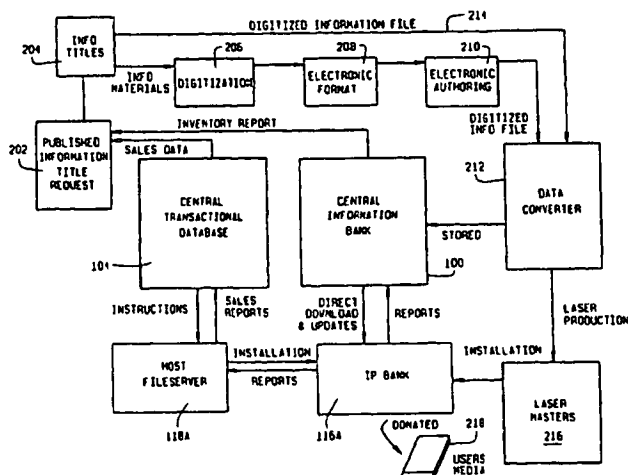 DIGITIZED INFORMATION FILE
214
204
INFO
TITLES
INFO
MATERIALS
206
DIGITIZATION
208
ELECTRONIC
FORMAT
210
ELECTRONIC
AUTHORING
INVENTORY REPORT
SALES DATA
DIGITIZED
INFO FILE
202
PUBLISHED
INFORMATION
TITLE
REQUEST
212
CENTRAL
TRANSACTIONAL
DATABASE
104
CENTRAL
INFORMATION
BANK
100
STORED
DATA
CONVERTER
INSTRUCTIONS
SALES
REPORTS
DIRECT
DOWNLOAD
& UPDATES
REPORTS
LASER
PRODUCTION
HOST
FILESERVER
118A
INSTALLATION
REPORTS
IP BANK
116A
INSTALLATION
LASER
MASTERS
216
DONATED
218
USERS
MEDIA